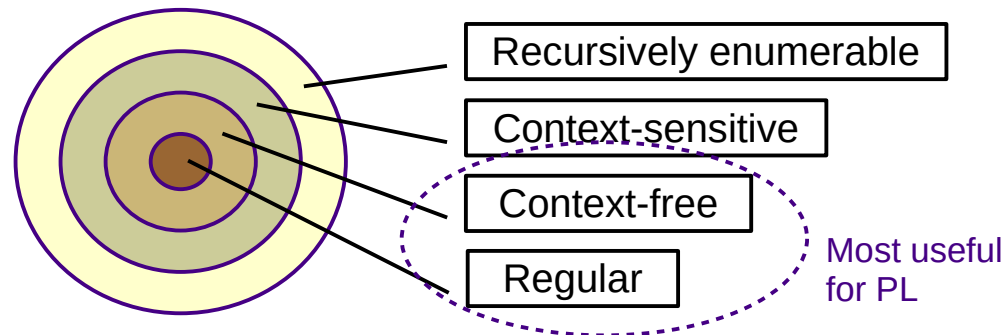 Recursively enumerable
Context-sensitive
Context-free
Regular
Most useful
for PL